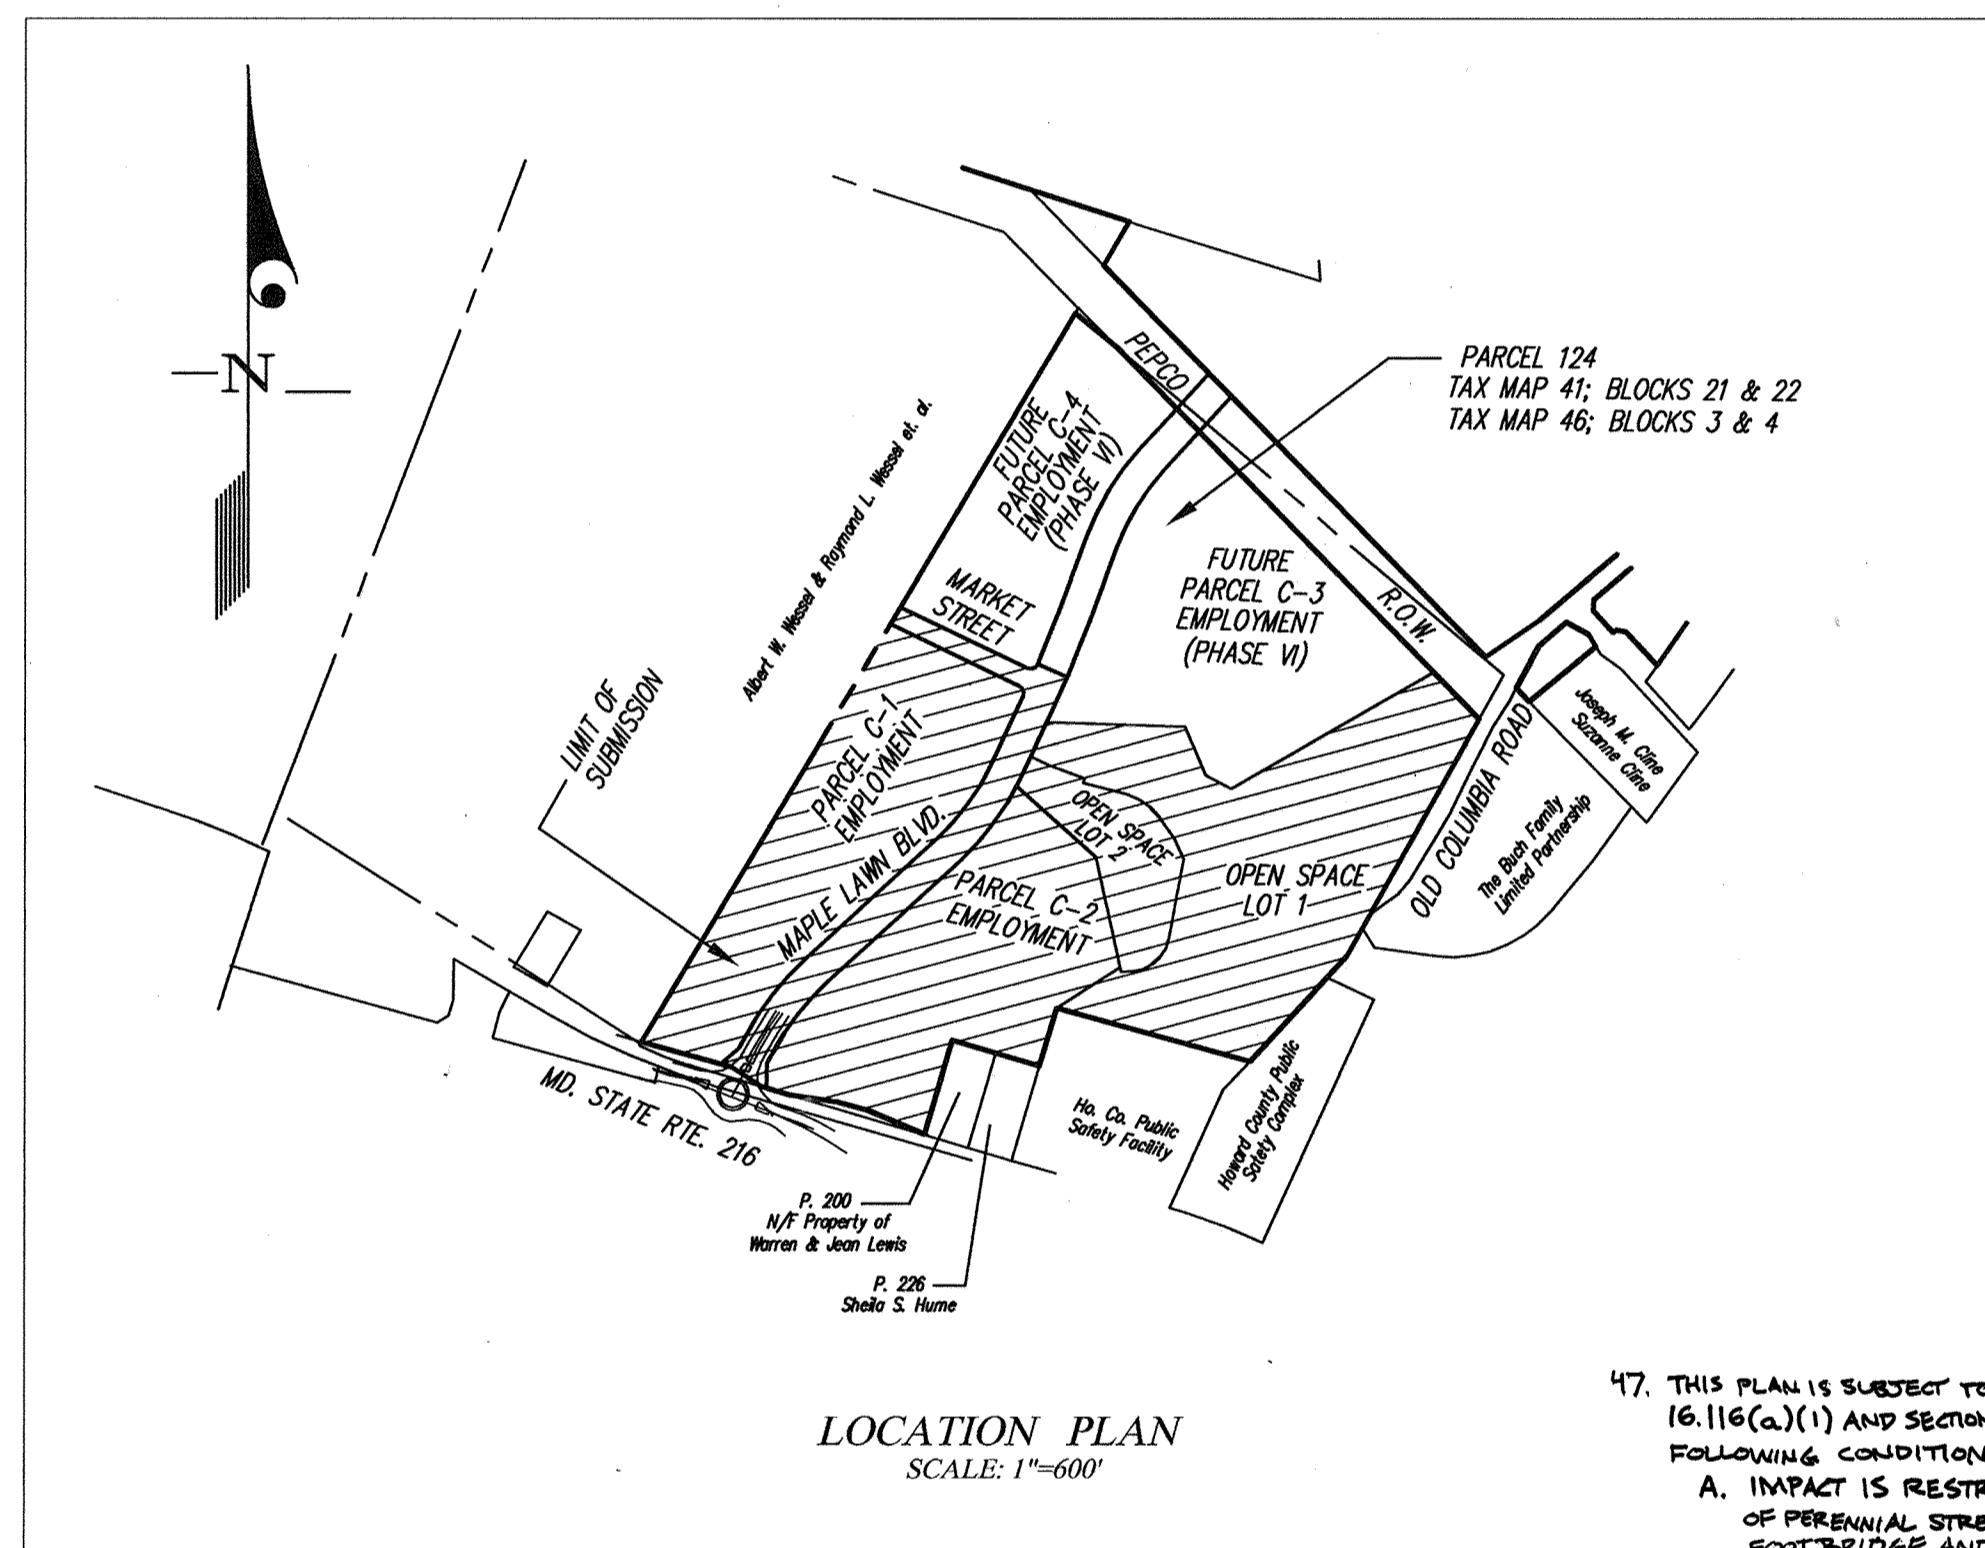 N
PEPCO
R.O.W.
PARCEL 124
TAX MAP 41; BLOCKS 21 & 22
TAX MAP 46; BLOCKS 3 & 4
FUTURE
PARCEL C-4
EMPLOYMENT
(PHASE VI)
Albert W. Wessel & Raymond L. Wessel et. al.
MARKET
STREET
FUTURE
PARCEL C-3
EMPLOYMENT
(PHASE VI)
LIMIT OF
SUBMISSION
PARCEL C-1
EMPLOYMENT
MAPLE LAWN BLVD.
OPEN SPACE
LOT 2
PARCEL C-2
EMPLOYMENT
OPEN SPACE
LOT 1
OLD COLUMBIA ROAD
Joseph M. Cline
Suzanne Cline
The Buch Family
Limited Partnership
MD. STATE RTE. 216
Ho. Co. Public
Safety Facility
Howard County Public
Safety Complex
P. 200
N/F Property of
Warren & Jean Lewis
P. 226
Sheila S. Hume
LOCATION PLAN
SCALE: 1"=600'
47. THIS PLAN IS SUBJECT TO
16.116(a)(1) AND SECTION
FOLLOWING CONDITION
A. IMPACT IS RESTR
OF PERENNIAL STRE
FOOTBRIDGE AND